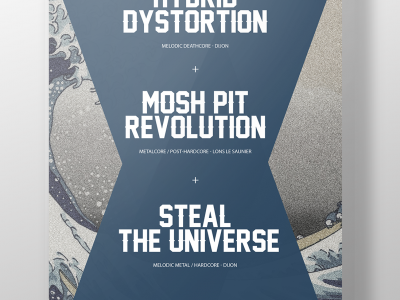 HYBRID
DYSTORTION
MELODIC DEATHCORE - DIJON
+
MOSH PIT
REVOLUTION
METALCORE / POST-HARDCORE - LONS LE SAUNIER
+
STEAL
THE UNIVERSE
MELODIC METAL / HARDCORE - DIJON